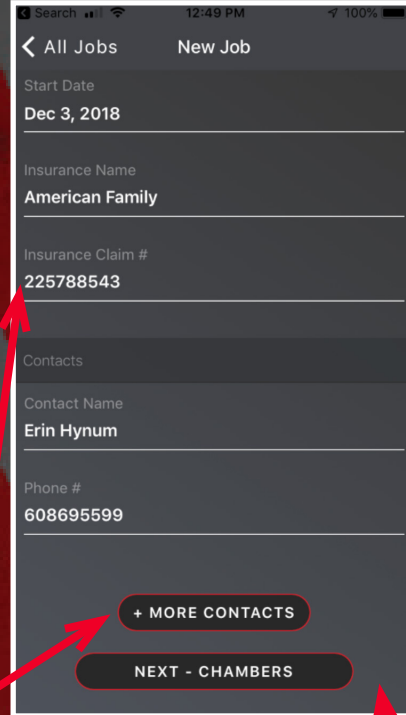 Search 12:49 PM 100%
All Jobs New Job
Start Date
Dec 3, 2018
Insurance Name
American Family
Insurance Claim #
225788543
Contacts
Contact Name
Erin Hynum
Phone #
608695599
+ MORE CONTACTS
NEXT - CHAMBERS